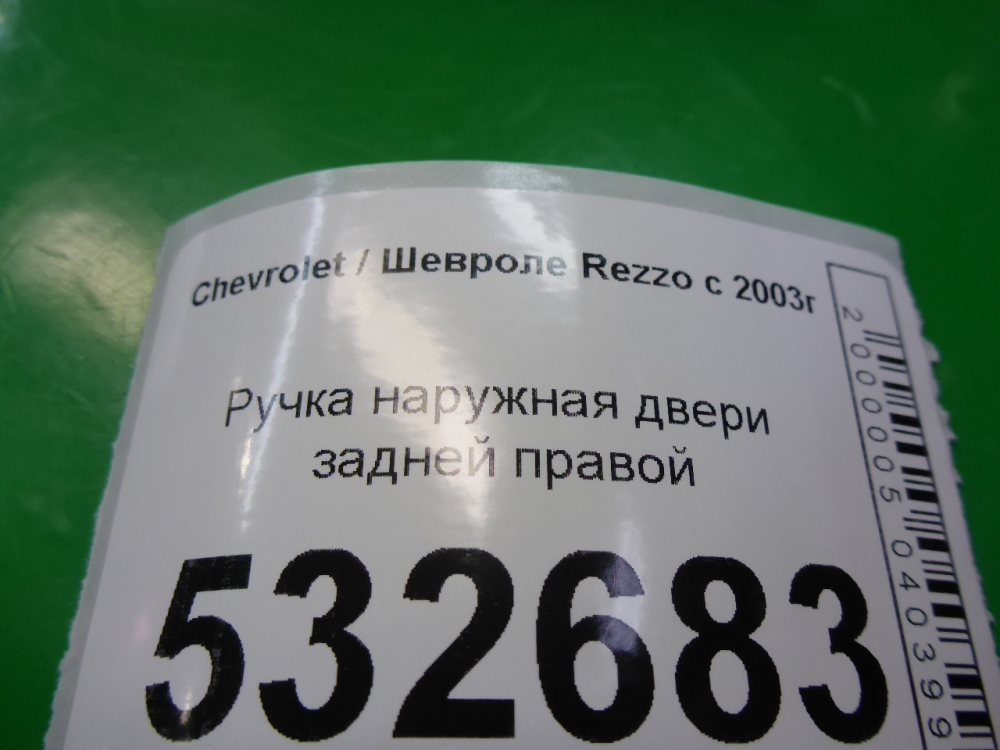 Chevrolet / Шевроле Rezzo с 2003г
Ручка наружная двери
задней правой
532683
2000005040399